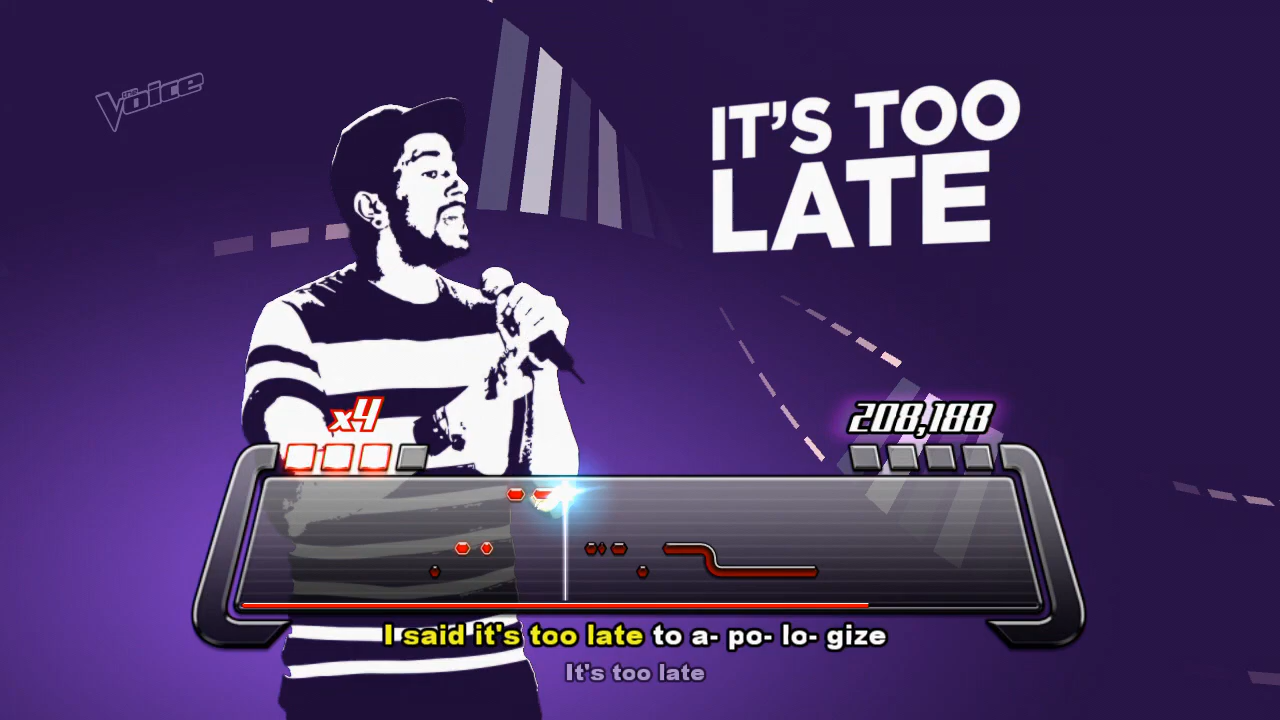 the Voice
IT'S TOO
LATE
x4
208,188
I said it's too late to a- po- lo- gize
It's too late